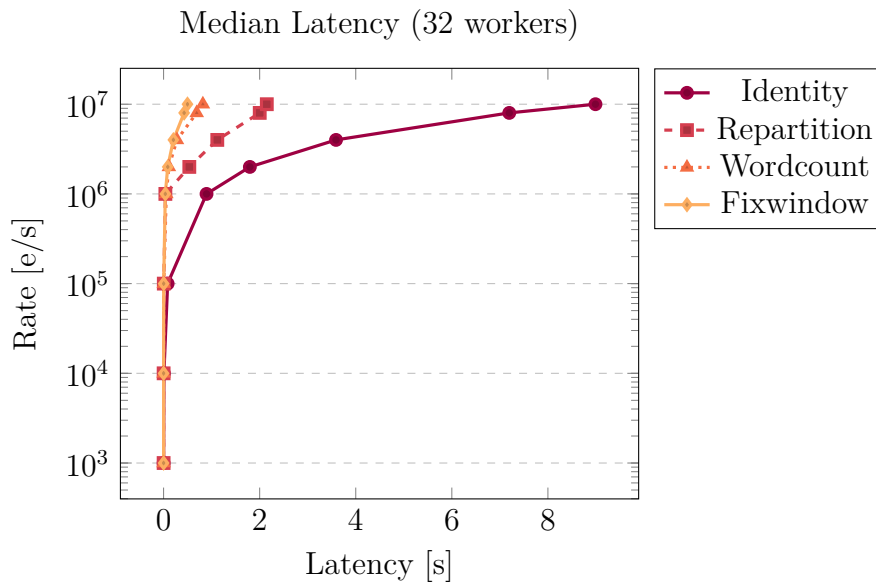 Median Latency (32 workers)
10^7
10^6
10^5
10^4
10^3
Rate [e/s]
0 2 4 6 8
Latency [s]
Identity
Repartition
Wordcount
Fixwindow